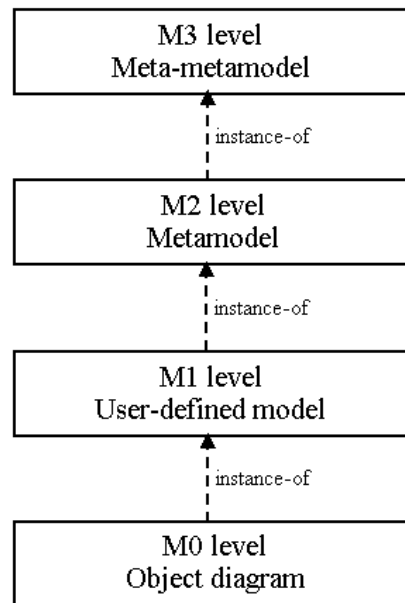 M3 level
Meta-metamodel
instance-of
M2 level
Metamodel
instance-of
M1 level
User-defined model
instance-of
M0 level
Object diagram